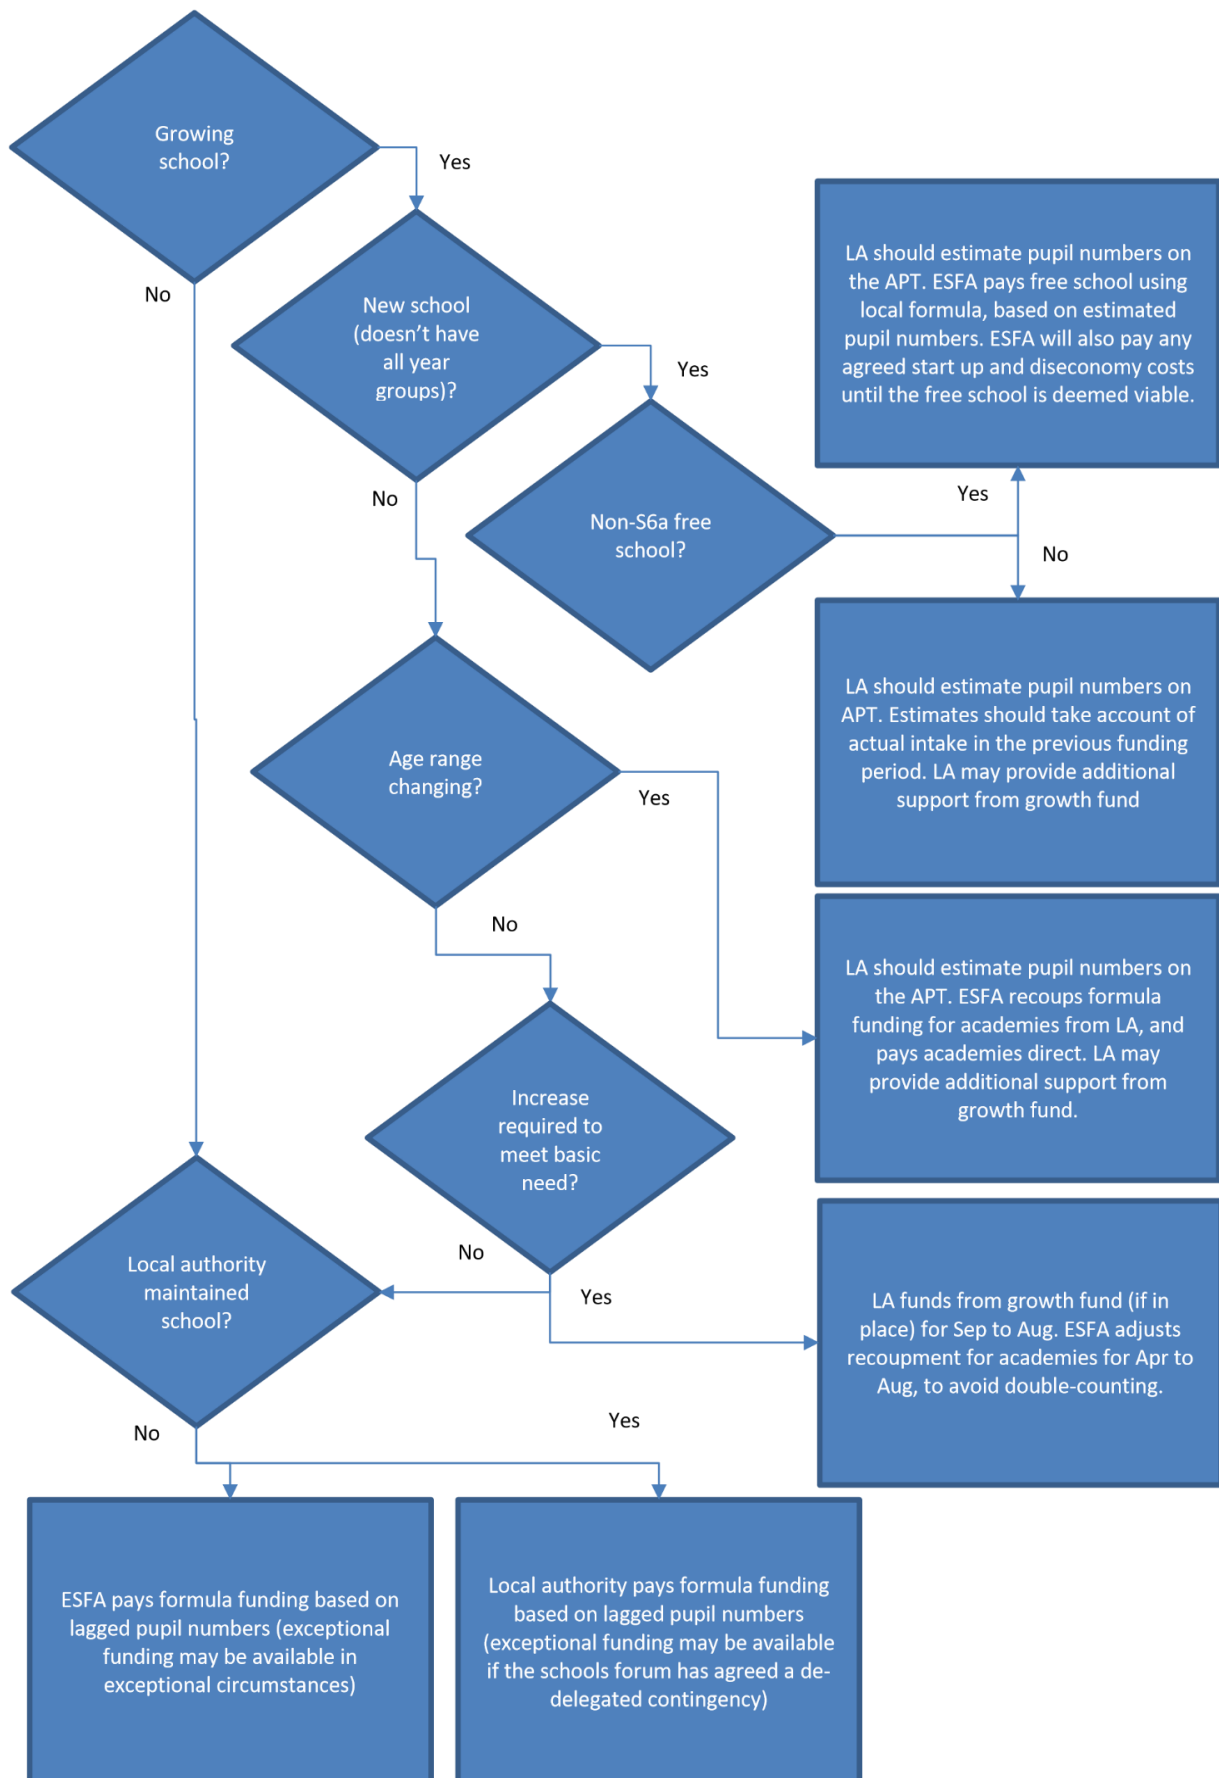 Growing
school?
Yes
No
New school
(doesn't have
all year
groups)?
Yes
No
LA should estimate pupil numbers on
the APT. ESFA pays free school using
local formula, based on estimated
pupil numbers. ESFA will also pay any
agreed start up and diseconomy costs
until the free school is deemed viable.
Non-S6a free
school?
Yes
No
LA should estimate pupil numbers on
APT. Estimates should take account of
actual intake in the previous funding
period. LA may provide additional
support from growth fund
Age range
changing?
Yes
No
LA should estimate pupil numbers on
the APT. ESFA recoups formula
funding for academies from LA, and
pays academies direct. LA may
provide additional support from
growth fund.
Increase
required to
meet basic
need?
No
Yes
LA funds from growth fund (if in
place) for Sep to Aug. ESFA adjusts
recoupment for academies for Apr to
Aug, to avoid double-counting.
Local authority
maintained
school?
No
Yes
ESFA pays formula funding based on
lagged pupil numbers (exceptional
funding may be available in
exceptional circumstances)
Local authority pays formula funding
based on lagged pupil numbers
(exceptional funding may be available
if the schools forum has agreed a de-
delegated contingency)